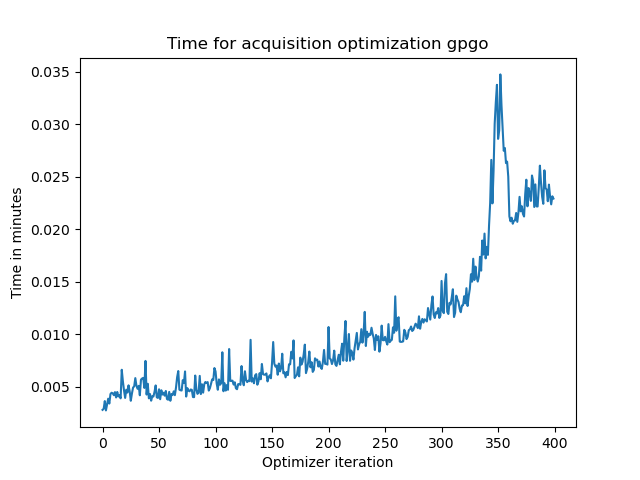 Time for acquisition optimization gpgo
0.035
0.030
0.025
0.020
0.015
0.010
0.005
Time in minutes
0 50 100 150 200 250 300 350 400
Optimizer iteration